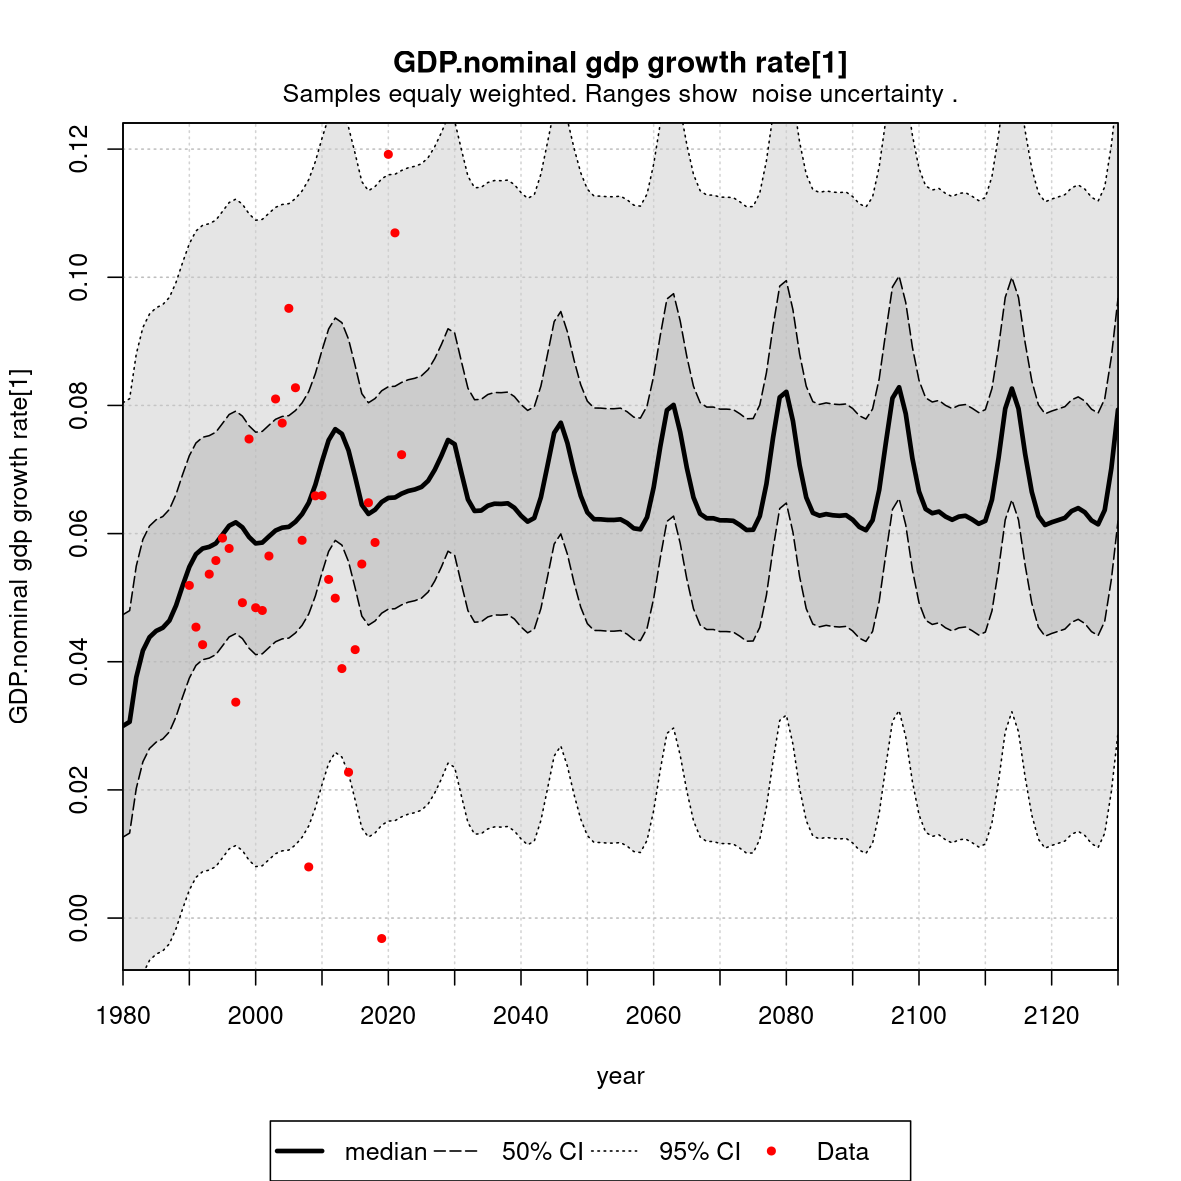 GDP.nominal gdp growth rate[1]
Samples equaly weighted. Ranges show  noise uncertainty .
GDP.nominal gdp growth rate[1]
0.12
0.10
0.08
0.06
0.04
0.02
0.00
1980 2000 2020 2040 2060 2080 2100 2120
year
median 50% CI 95% CI Data